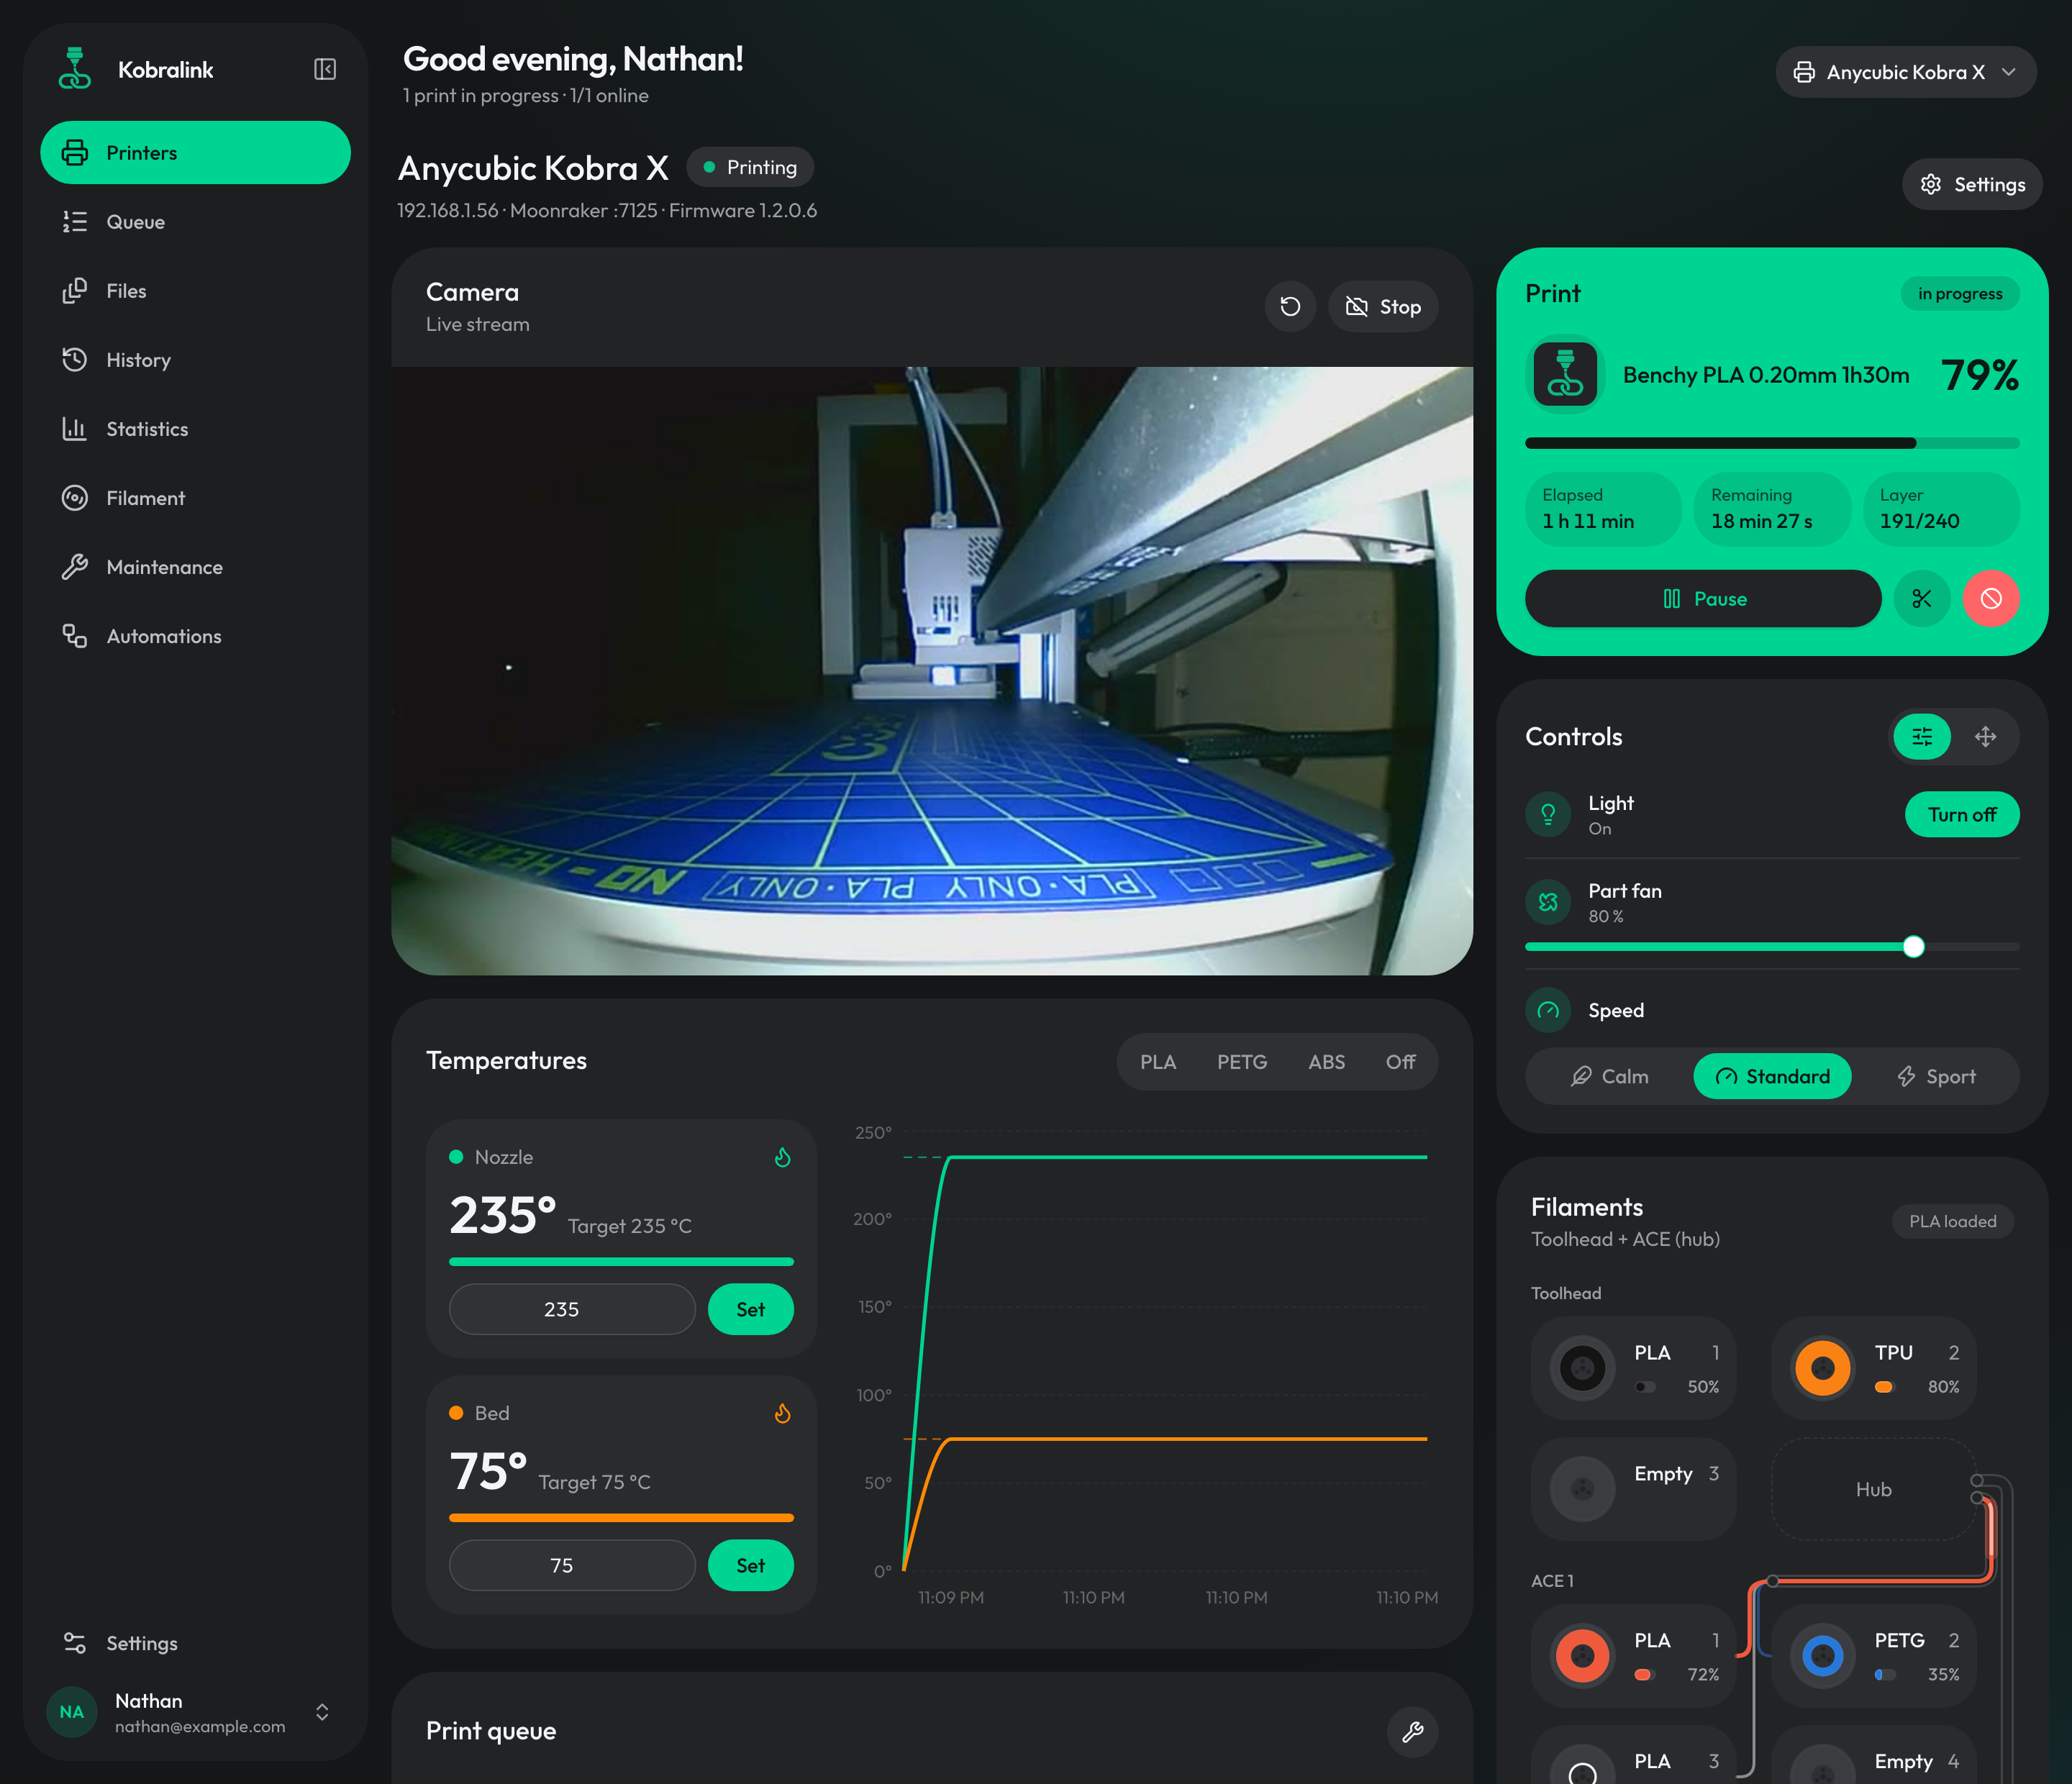 Kobralink
Printers
Queue
Files
History
Statistics
Filament
Maintenance
Automations
Settings
NA
Nathan
nathan@example.com
Good evening, Nathan!
1 print in progress · 1/1 online
Anycubic Kobra X
Anycubic Kobra X
Printing
192.168.1.56 · Moonraker :7125 · Firmware 1.2.0.6
Settings
Camera
Live stream
Stop
NO - HEATIN
PLA·ONLY PLA·ONLY
Temperatures
PLA PETG ABS Off
Nozzle
235° Target 235 °C
235 Set
Bed
75° Target 75 °C
75 Set
250°
200°
150°
100°
50°
0°
11:09 PM 11:10 PM 11:10 PM 11:10 PM
Print queue
Print
in progress
Benchy PLA 0.20mm 1h30m 79%
Elapsed
1 h 11 min
Remaining
18 min 27 s
Layer
191/240
Pause
Controls
Light
On
Turn off
Part fan
80 %
Speed
Calm Standard Sport
Filaments
Toolhead + ACE (hub)
PLA loaded
Toolhead
PLA 1
50%
TPU 2
80%
Empty 3
Hub
ACE 1
PLA 1
72%
PETG 2
35%
PLA 3
Empty 4